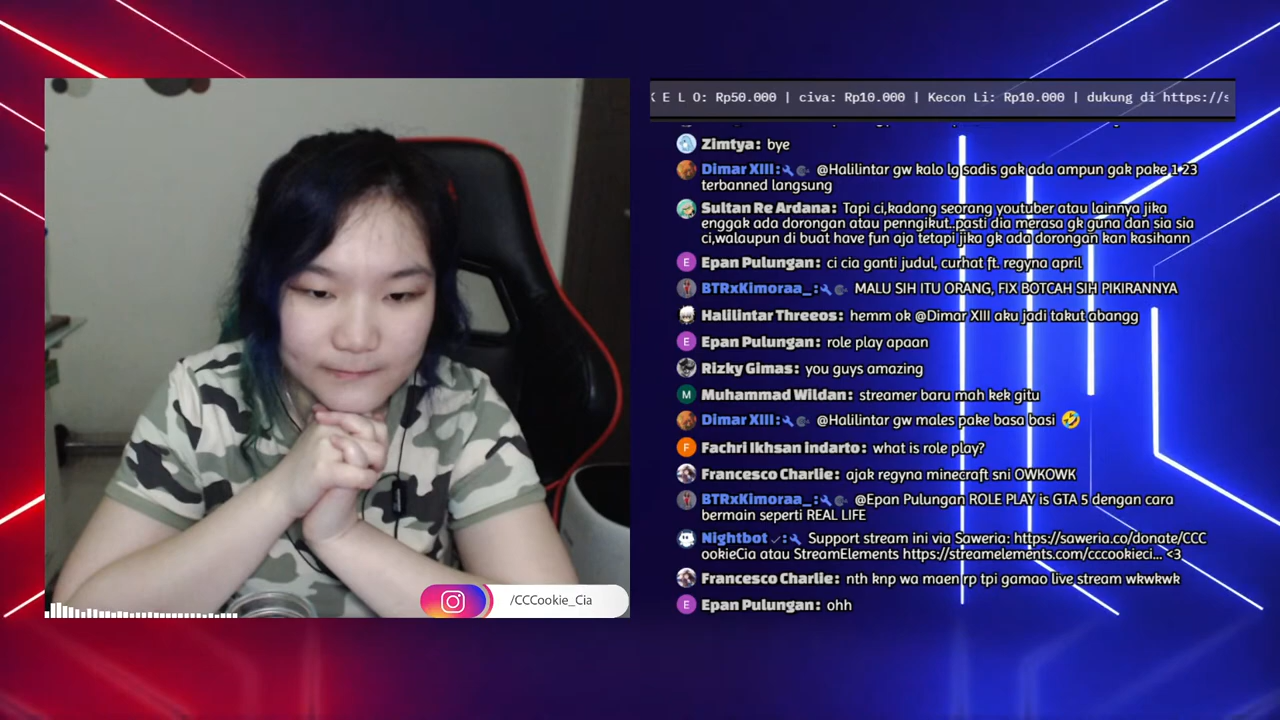 K E L O: Rp50.000 | civa: Rp10.000 | Kecon Li: Rp10.000 | dukung di https://s
Zimtya: bye
Dimar XIII: @Halilintar gw kalo lg sadis gak ada ampun gak pake 1 23
terbanned langsung
Sultan Re Ardana: Tapi ci,kadang seorang youtuber atau lainnya jika
enggak ada dorongan atau penngikut..pasti dia merasa gk guna dan sia sia
ci,walaupun di buat have fun aja tetapi jika gk ada dorongan kan kasihann
E Epan Pulungan: ci cia ganti judul, curhat ft. regyna april
BTRxKimoraa_: MALU SIH ITU ORANG, FIX BOTCAH SIH PIKIRANNYA
Halilintar Threeos: hemm ok @Dimar XIII aku jadi takut abangg
E Epan Pulungan: role play apaan
Rizky Gimas: you guys amazing
M Muhammad Wildan: streamer baru mah kek gitu
Dimar XIII: @Halilintar gw males pake basa basi 🤣
F Fachri Ikhsan indarto: what is role play?
Francesco Charlie: ajak regyna minecraft sni OWKOWK
BTRxKimoraa_: @Epan Pulungan ROLE PLAY is GTA 5 dengan cara
bermain seperti REAL LIFE
Nightbot ✓: Support stream ini via Saweria: https://saweria.co/donate/CCC
ookieCia atau StreamElements https://streamelements.com/cccookieci... <3
Francesco Charlie: nth knp wa maen rp tpi gamao live stream wkwkwk
E Epan Pulungan: ohh
/CCCookie_Cia